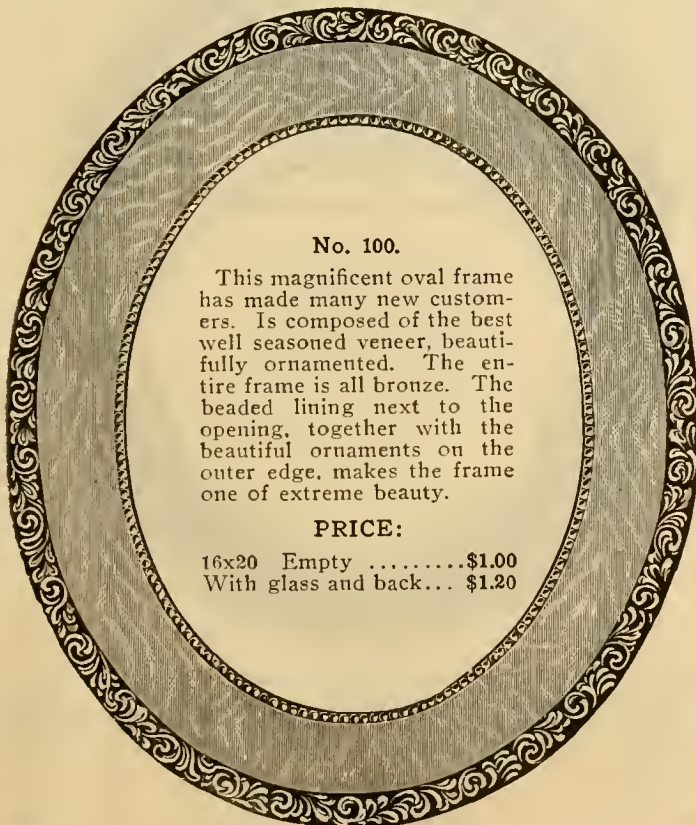 No. 100.
This magnificent oval frame
has made many new custom-
ers. Is composed of the best
well seasoned veneer, beauti-
fully ornamented. The en-
tire frame is all bronze. The
beaded lining next to the
opening, together with the
beautiful ornaments on the
outer edge, makes the frame
one of extreme beauty.
PRICE:
16x20 Empty .........$1.00
With glass and back... $1.20